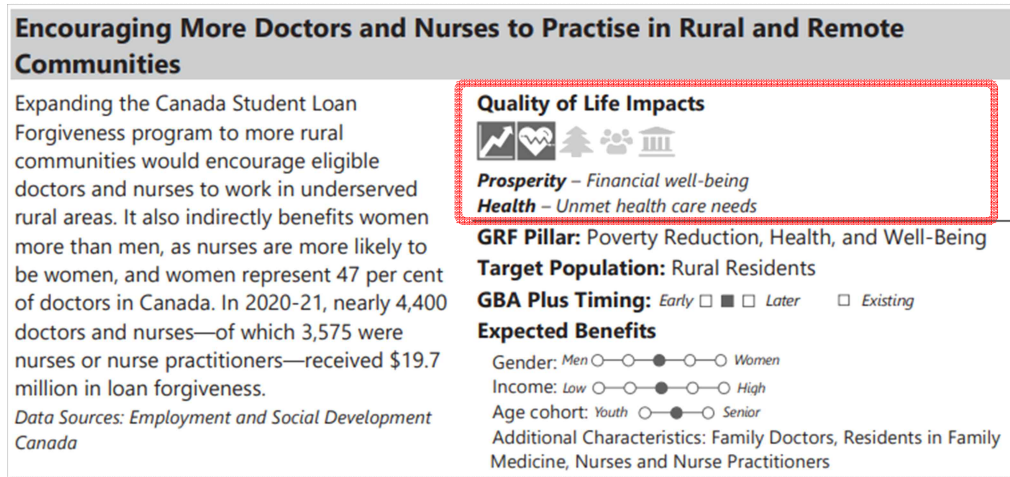 Encouraging More Doctors and Nurses to Practise in Rural and Remote
Communities
Expanding the Canada Student Loan
Forgiveness program to more rural
communities would encourage eligible
doctors and nurses to work in underserved
rural areas. It also indirectly benefits women
more than men, as nurses are more likely to
be women, and women represent 47 per cent
of doctors in Canada. In 2020-21, nearly 4,400
doctors and nurses—of which 3,575 were
nurses or nurse practitioners—received $19.7
million in loan forgiveness.
Data Sources: Employment and Social Development
Canada
Quality of Life Impacts
Prosperity – Financial well-being
Health – Unmet health care needs
GRF Pillar: Poverty Reduction, Health, and Well-Being
Target Population: Rural Residents
GBA Plus Timing: Early Later Existing
Expected Benefits
Gender: Men Women
Income: Low High
Age cohort: Youth Senior
Additional Characteristics: Family Doctors, Residents in Family
Medicine, Nurses and Nurse Practitioners